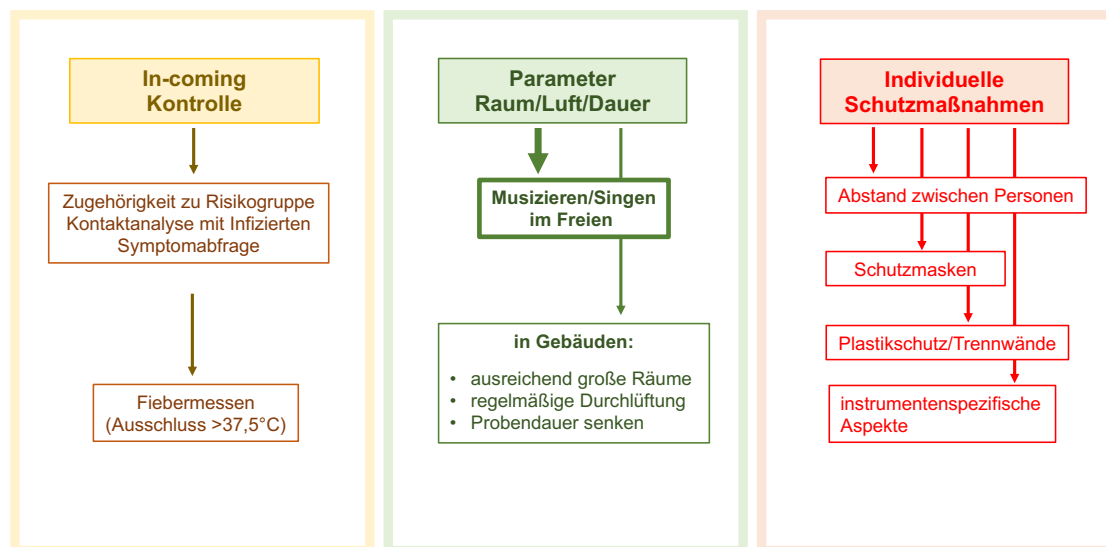 In-coming
Kontrolle
Zugehörigkeit zu Risikogruppe
Kontaktanalyse mit Infizierten
Symptomabfrage
Fiebermessen
(Ausschluss >37,5°C)
Parameter
Raum/Luft/Dauer
Musizieren/Singen
im Freien
in Gebäuden:
• ausreichend große Räume
• regelmäßige Durchlüftung
• Probendauer senken
Individuelle
Schutzmaßnahmen
Abstand zwischen Personen
Schutzmasken
Plastikschutz/Trennwände
instrumentenspezifische
Aspekte